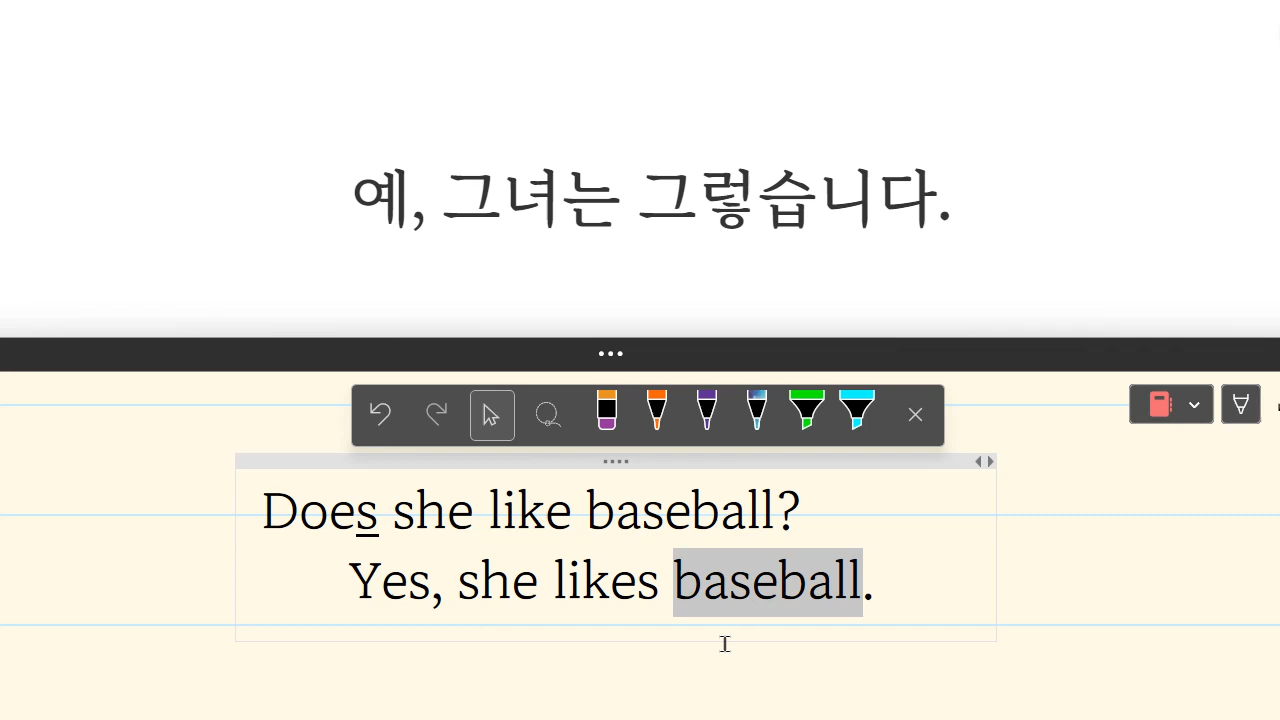 예, 그녀는 그렇습니다.
Does she like baseball?
Yes, she likes baseball.